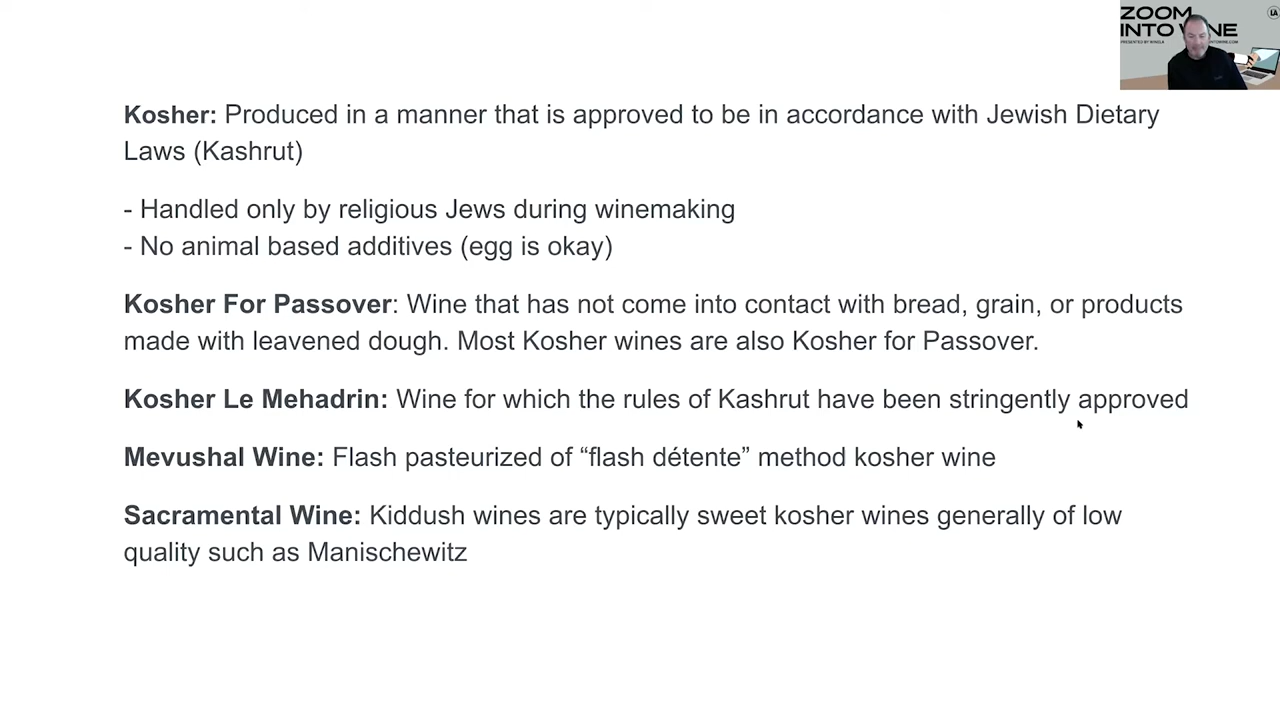 ZOOM
INTO WINE
Kosher: Produced in a manner that is approved to be in accordance with Jewish Dietary
Laws (Kashrut)
- Handled only by religious Jews during winemaking
- No animal based additives (egg is okay)
Kosher For Passover: Wine that has not come into contact with bread, grain, or products
made with leavened dough. Most Kosher wines are also Kosher for Passover.
Kosher Le Mehadrin: Wine for which the rules of Kashrut have been stringently approved
Mevushal Wine: Flash pasteurized of “flash détente” method kosher wine
Sacramental Wine: Kiddush wines are typically sweet kosher wines generally of low
quality such as Manischewitz